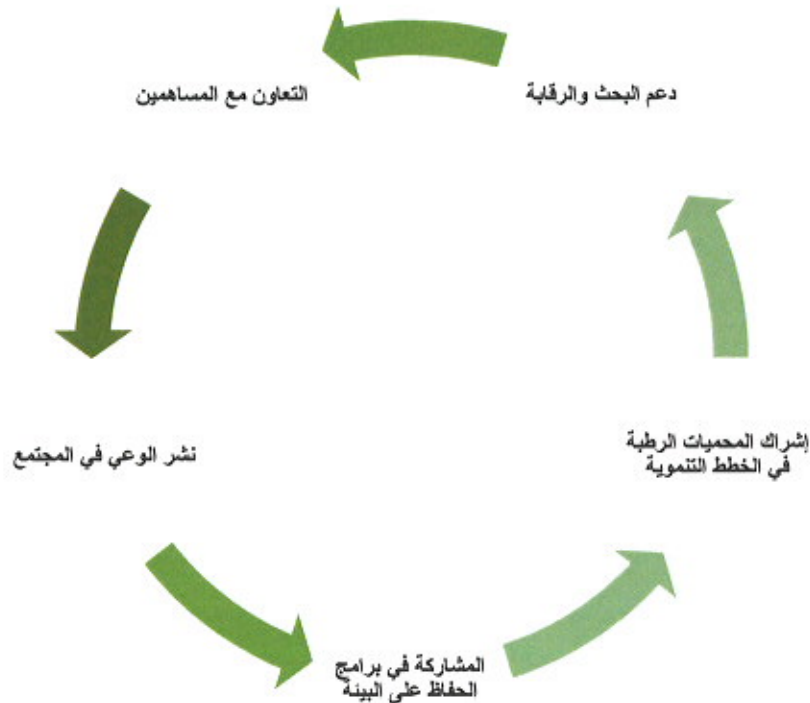 دعم البحث والرقابة
التعاون مع المساهمين
نشر الوعي في المجتمع
المشاركة في برامج
الحفاظ على البيئة
إشراك المحميات الرطبة
في الخطط التنموية